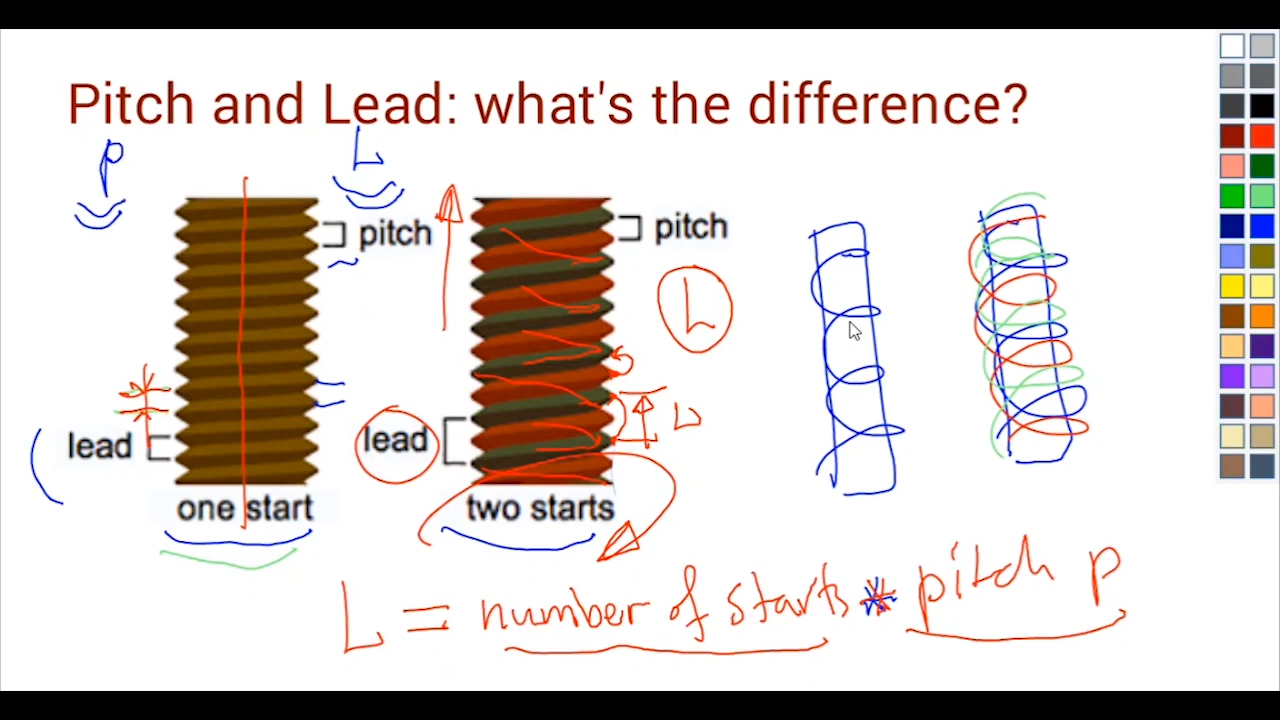 Pitch and Lead: what's the difference?
p
L
pitch
pitch
L
lead
lead
L
one start
two starts
L = number of starts * pitch p